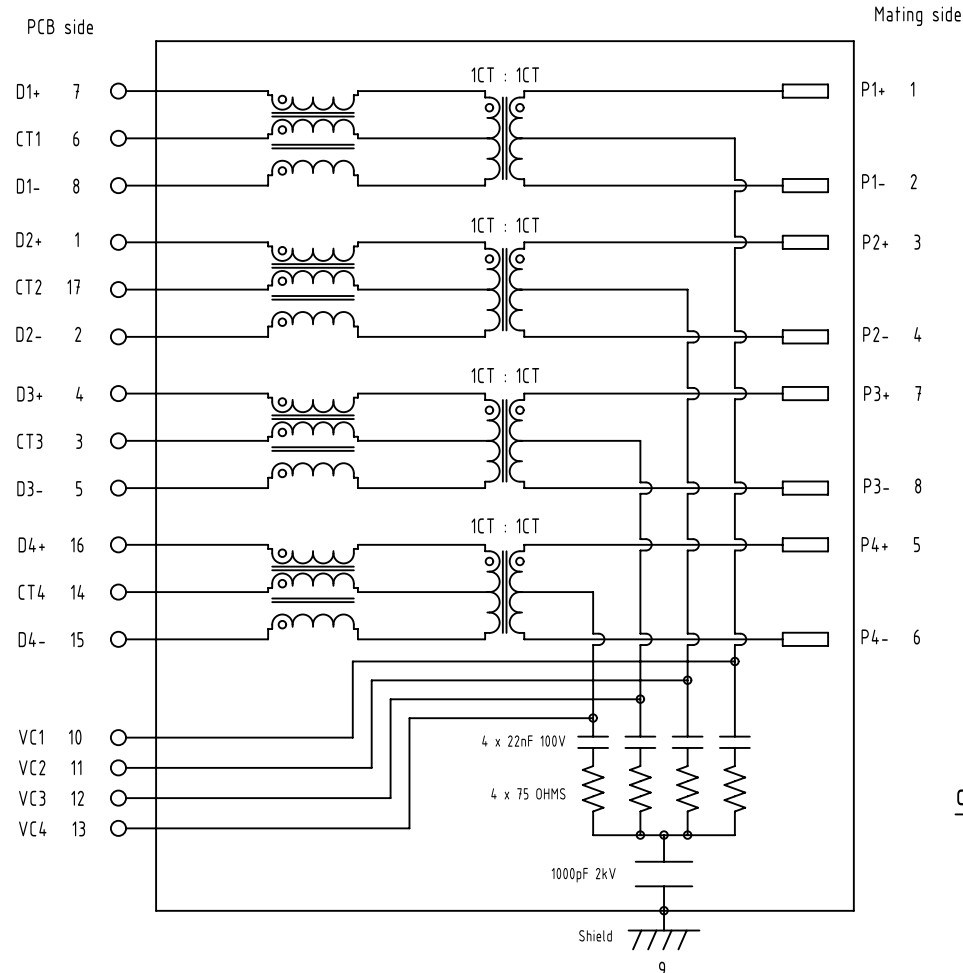 PCB side
Mating side
1CT : 1CT
D1+ 7
P1+ 1
CT1 6
D1- 8
P1- 2
1CT : 1CT
D2+ 1
P2+ 3
CT2 17
D2- 2
P2- 4
1CT : 1CT
D3+ 4
P3+ 7
CT3 3
D3- 5
P3- 8
1CT : 1CT
D4+ 16
P4+ 5
CT4 14
D4- 15
P4- 6
VC1 10
4 x 22nF 100V
VC2 11
VC3 12
4 x 75 OHMS
VC4 13
1000pF 2kV
Shield
9